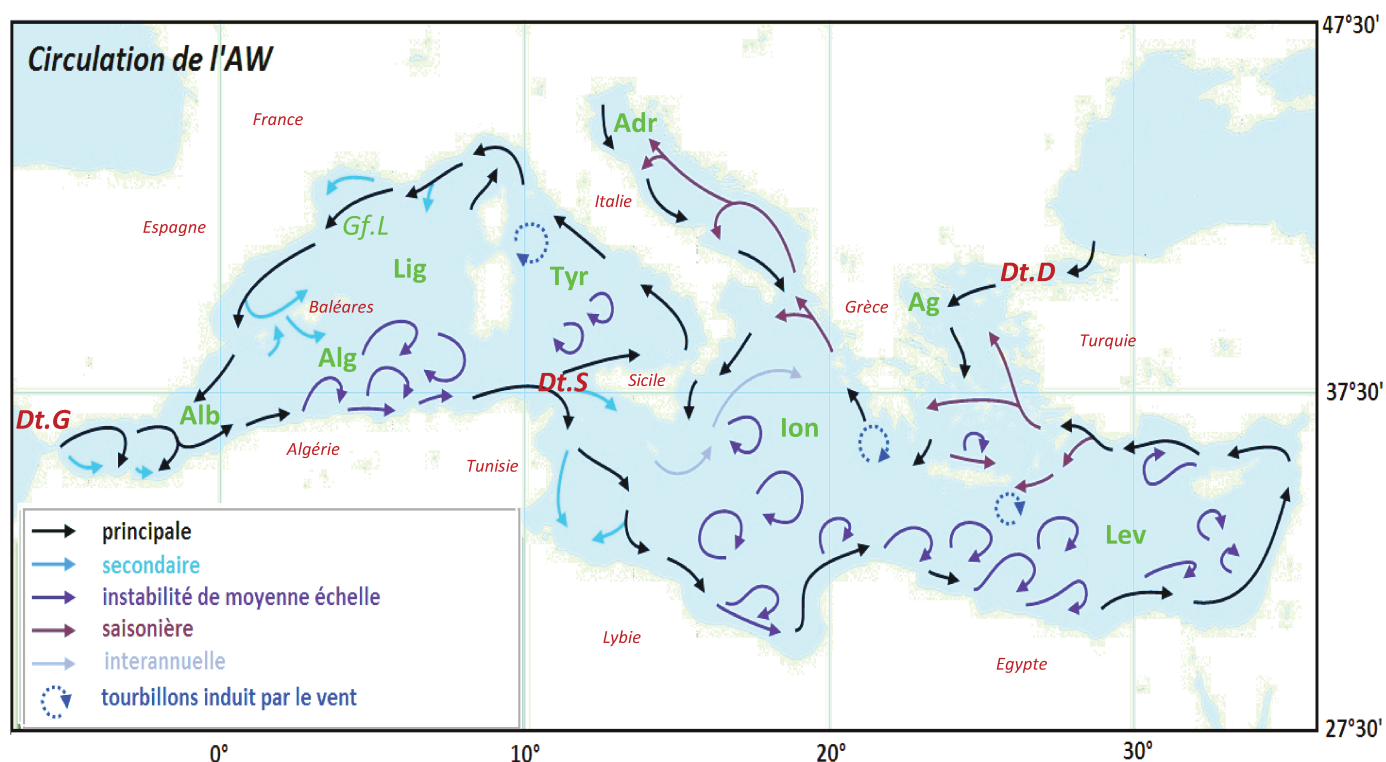 47°30'
Circulation de l'AW
France
Adr
Italie
Espagne
Gf.L
Lig
Tyr
Dt.D
Baléares
Grèce
Ag
Turquie
Alg
Dt.S
Sicile
37°30'
Dt.G
Alb
Ion
Algérie
Tunisie
Lev
principale
secondaire
instabilité de moyenne échelle
saisonière
interannuelle
tourbillons induit par le vent
Lybie
Egypte
27°30'
0°
10°
20°
30°